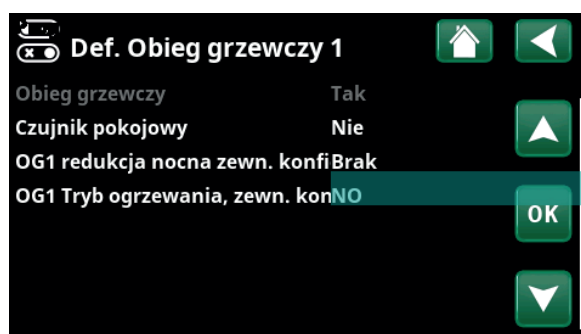 Def. Obieg grzewczy 1
Obieg grzewczy Tak
Czujnik pokojowy Nie
OG1 redukcja nocna zewn. konfi Brak
OG1 Tryb ogrzewania, zewn. kon NO
OK